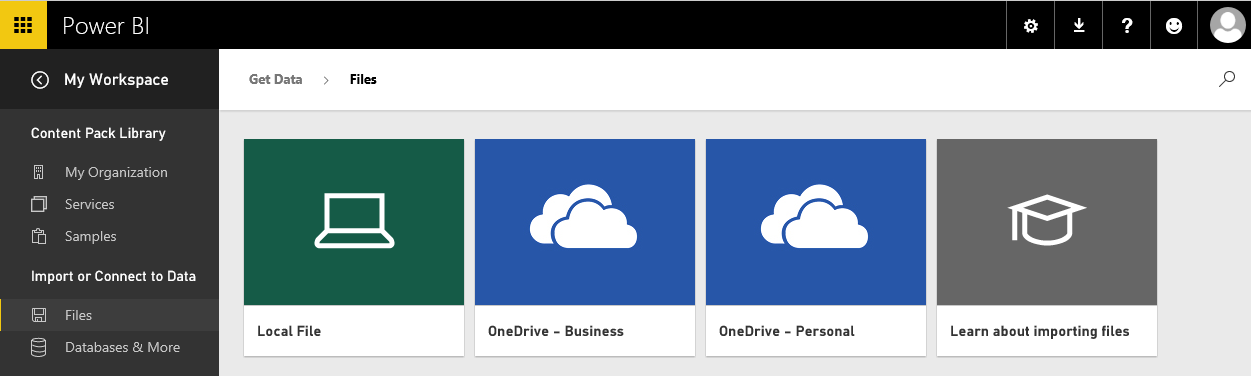 Power BI
?
My Workspace
Get Data > Files
Content Pack Library
My Organization
Services
Samples
Import or Connect to Data
Files
Databases & More
Local File
OneDrive - Business
OneDrive - Personal
Learn about importing files